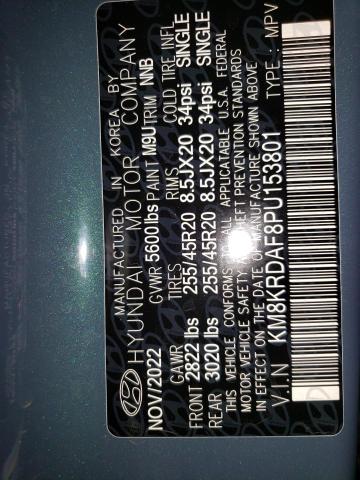 MANUFACTURED IN KOREA BY
HYUNDAI MOTOR COMPANY
NOV/2022 GVWR 5600 lbs PAINT M9U TRIM NNB
GAWR TIRES RIMS COLD TIRE INFL
FRONT 2822 lbs 255/45R20 8.5JX20 34psi SINGLE
REAR 3020 lbs 255/45R20 8.5JX20 34psi SINGLE
THIS VEHICLE CONFORMS TO ALL APPLICATABLE U.S.A. FEDERAL
MOTOR VEHICLE SAFETY AND THEFT PREVENTION STANDARDS
IN EFFECT ON THE DATE OF MANUFACTURE SHOWN ABOVE
V.I.N KM8KRDAF8PU153801 TYPE : MPV